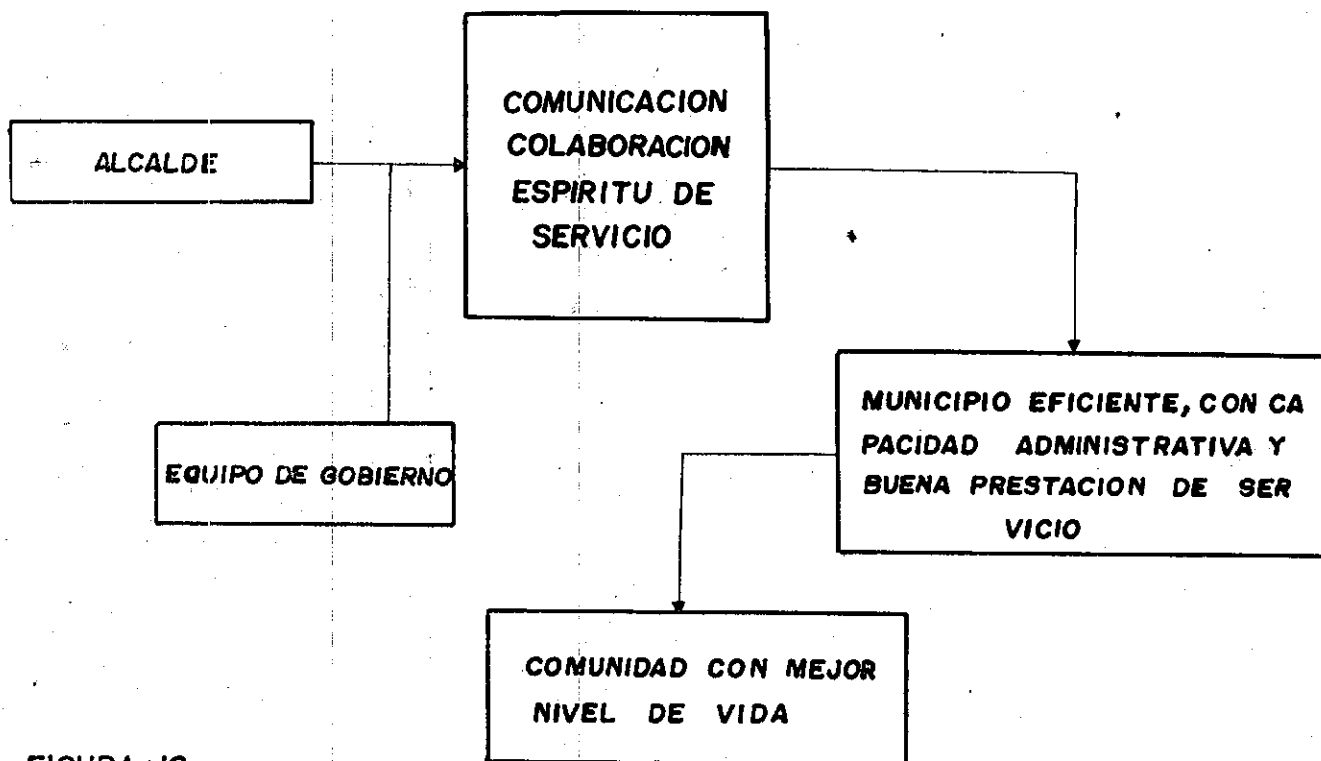 COMUNICACION
COLABORACION
ESPIRITU DE
SERVICIO
ALCALDE
EQUIPO DE GOBIERNO
MUNICIPIO EFICIENTE, CON CA
PACIDAD ADMINISTRATIVA Y
BUENA PRESTACION DE SER
VICIO
COMUNIDAD CON MEJOR
NIVEL DE VIDA